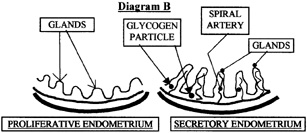 Diagram B
GLANDS
GLYCOGEN
PARTICLE
SPIRAL
ARTERY
GLANDS
PROLIFERATIVE ENDOMETRIUM
SECRETORY ENDOMETRIUM